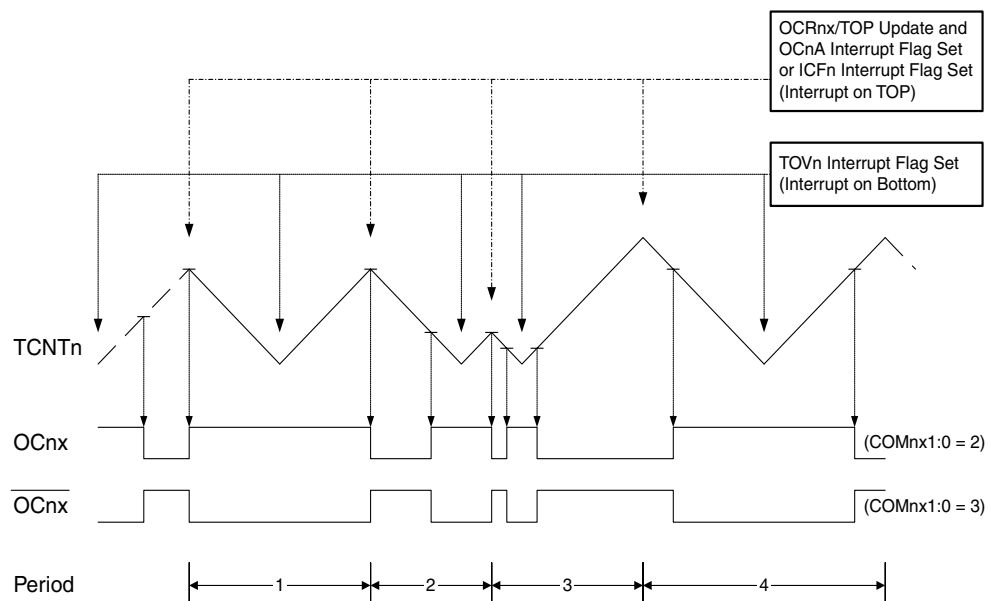 OCRnx/TOP Update and
OCnA Interrupt Flag Set
or ICFn Interrupt Flag Set
(Interrupt on TOP)
TOVn Interrupt Flag Set
(Interrupt on Bottom)
TCNTn
OCnx
(COMnx1:0 = 2)
OCnx
(COMnx1:0 = 3)
Period
1
2
3
4